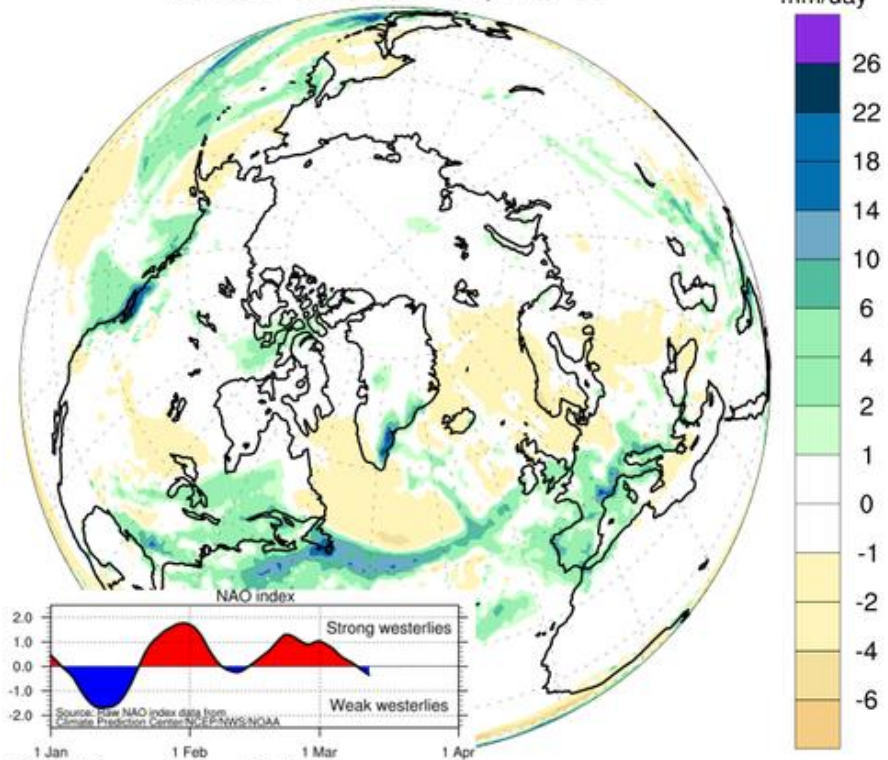 mm/day
26
22
18
14
10
6
4
2
1
0
-1
-2
-4
-6
NAO index
2.0
1.0
0.0
-1.0
-2.0
Strong westerlies
Weak westerlies
Source: Raw NAO index data from
Climate Prediction Center/NCEP/NWS/NOAA
1 Jan
1 Feb
1 Mar
1 Apr